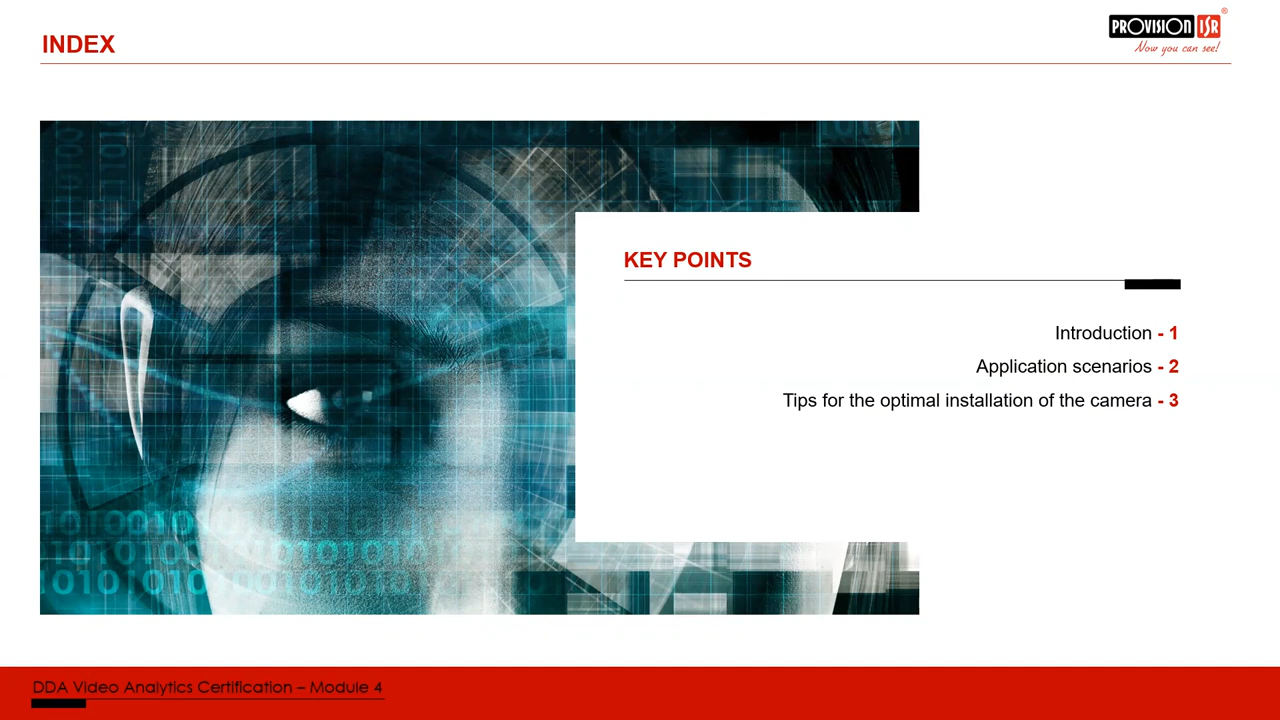 INDEX
PROVISION ISR ®
Now you can see!
KEY POINTS
Introduction - 1
Application scenarios - 2
Tips for the optimal installation of the camera - 3
DDA Video Analytics Certification – Module 4